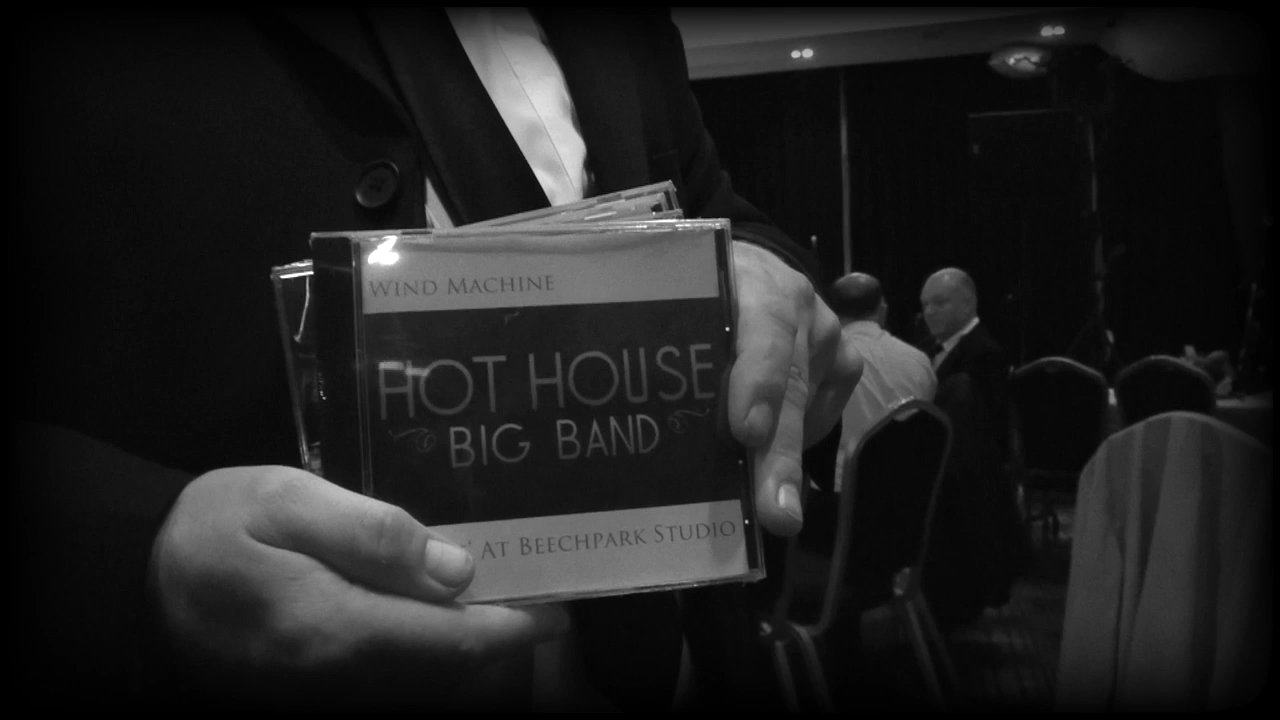 WIND MACHINE
HOT HOUSE
BIG BAND
AT BEECHPARK STUDIO